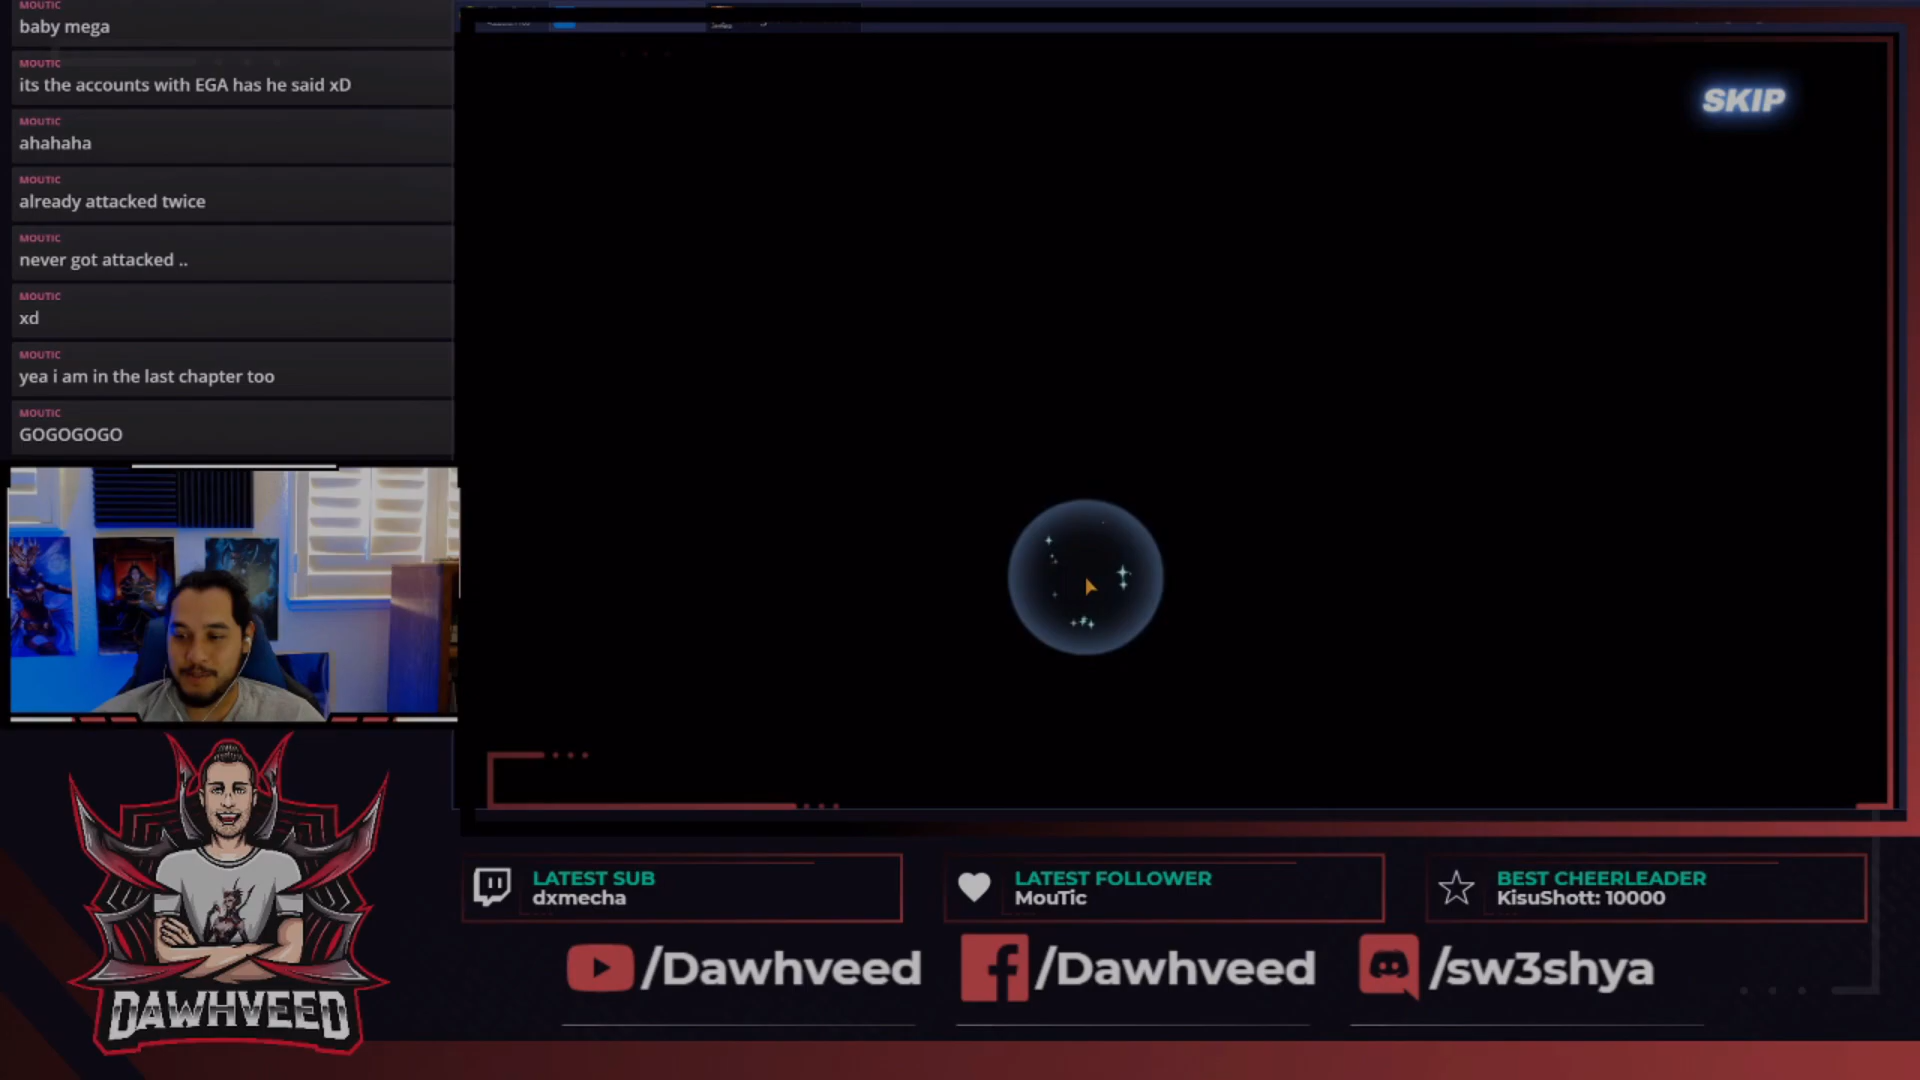 MOUTIC
baby mega
MOUTIC
its the accounts with EGA has he said xD
MOUTIC
ahahaha
MOUTIC
already attacked twice
MOUTIC
never got attacked ..
MOUTIC
xd
MOUTIC
yea i am in the last chapter too
MOUTIC
GOGOGOGO
SKIP
DAWHVEED
LATEST SUB
dxmecha
LATEST FOLLOWER
MouTic
BEST CHEERLEADER
KisuShott: 10000
/Dawhveed
/Dawhveed
/sw3shya